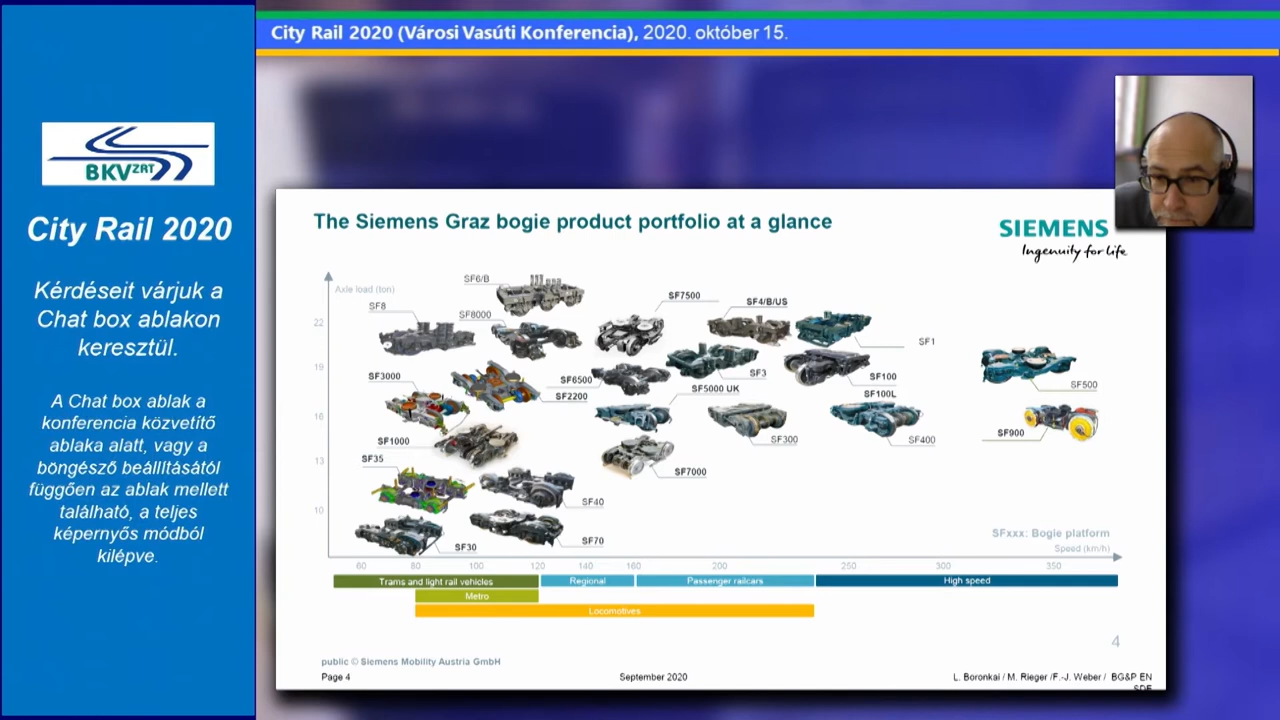 City Rail 2020 (Városi Vasúti Konferencia), 2020. október 15.
BKV ZRT
City Rail 2020
Kérdéseit várjuk a
Chat box ablakon
keresztül.
A Chat box ablak a
konferencia közvetítő
ablaka alatt, vagy a
böngésző beállításától
függően az ablak mellett
található, a teljes
képernyős módból
kilépve.
The Siemens Graz bogie product portfolio at a glance
SIEMENS
Ingenuity for life
Axle load (ton)
SF6/B
SF8
SF8000
SF7500
SF4/B/US
SF1
22
19
16
13
10
SF3000
SF2200
SF6500
SF5000 UK
SF3
SF100
SF100L
SF500
SF1000
SF300
SF400
SF900
SF35
SF7000
SF40
SF30
SF70
SFxxx: Bogie platform
Speed (km/h)
60 80 100 120 140 160 200 250 300 350
Trams and light rail vehicles
Regional
Passenger railcars
High speed
Metro
Locomotives
4
public © Siemens Mobility Austria GmbH
Page 4
September 2020
L. Boronkai / M. Rieger /F.-J. Weber / BG&P EN
SDE